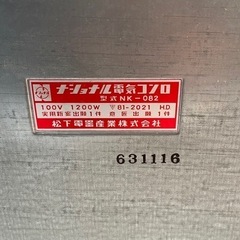 ナショナル電気コンロ
型式NK-082
100V 1200W 〒81-2021 HD
実用新案出願1件 意匠出願1件
松下電器産業株式会社
631116